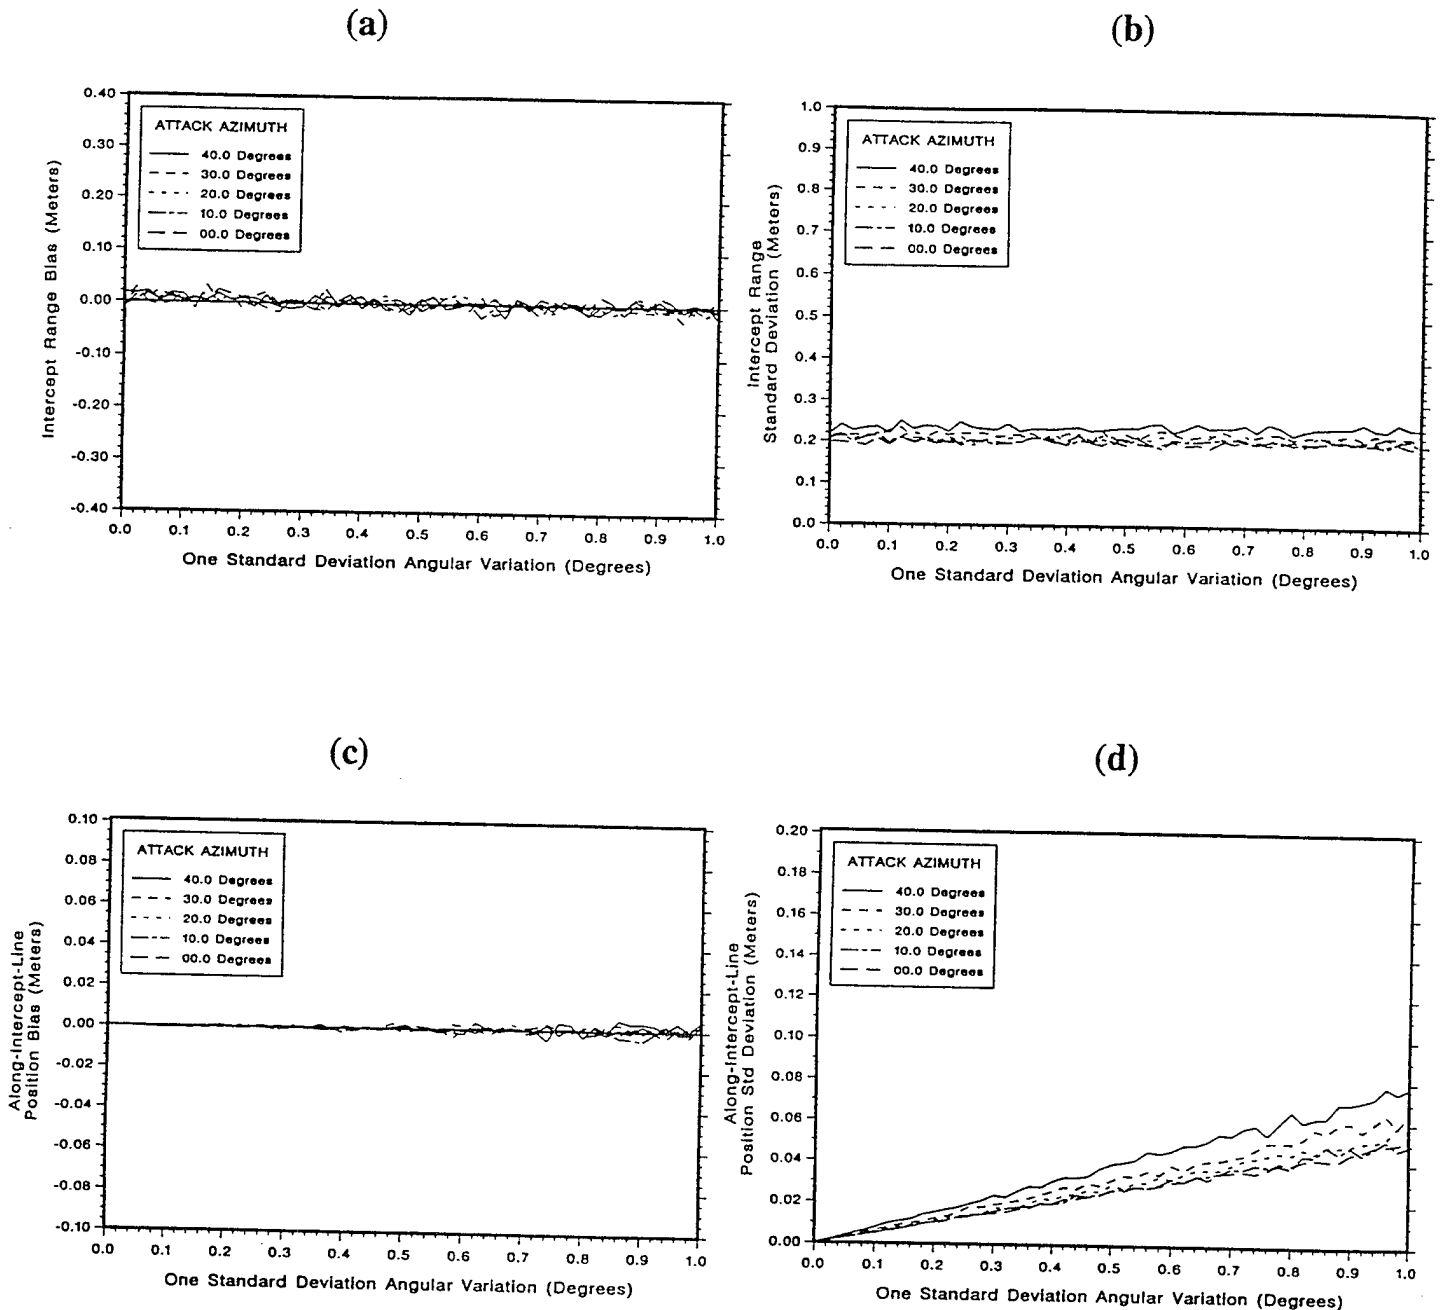 (a)
0.40
0.30
0.20
0.10
0.00
-0.10
-0.20
-0.30
-0.40
Intercept Range Bias (Meters)
ATTACK AZIMUTH
40.0 Degrees
30.0 Degrees
20.0 Degrees
10.0 Degrees
00.0 Degrees
0.0 0.1 0.2 0.3 0.4 0.5 0.6 0.7 0.8 0.9 1.0
One Standard Deviation Angular Variation (Degrees)
(b)
1.0
0.9
0.8
0.7
0.6
0.5
0.4
0.3
0.2
0.1
0.0
Intercept Range
Standard Deviation (Meters)
ATTACK AZIMUTH
40.0 Degrees
30.0 Degrees
20.0 Degrees
10.0 Degrees
00.0 Degrees
0.0 0.1 0.2 0.3 0.4 0.5 0.6 0.7 0.8 0.9 1.0
One Standard Deviation Angular Variation (Degrees)
(c)
0.10
0.08
0.06
0.04
0.02
0.00
-0.02
-0.04
-0.06
-0.08
-0.10
Along-Intercept-Line
Position Bias (Meters)
ATTACK AZIMUTH
40.0 Degrees
30.0 Degrees
20.0 Degrees
10.0 Degrees
00.0 Degrees
0.0 0.1 0.2 0.3 0.4 0.5 0.6 0.7 0.8 0.9 1.0
One Standard Deviation Angular Variation (Degrees)
(d)
0.20
0.18
0.16
0.14
0.12
0.10
0.08
0.06
0.04
0.02
0.00
Along-Intercept-Line
Position Std Deviation (Meters)
ATTACK AZIMUTH
40.0 Degrees
30.0 Degrees
20.0 Degrees
10.0 Degrees
00.0 Degrees
0.0 0.1 0.2 0.3 0.4 0.5 0.6 0.7 0.8 0.9 1.0
One Standard Deviation Angular Variation (Degrees)